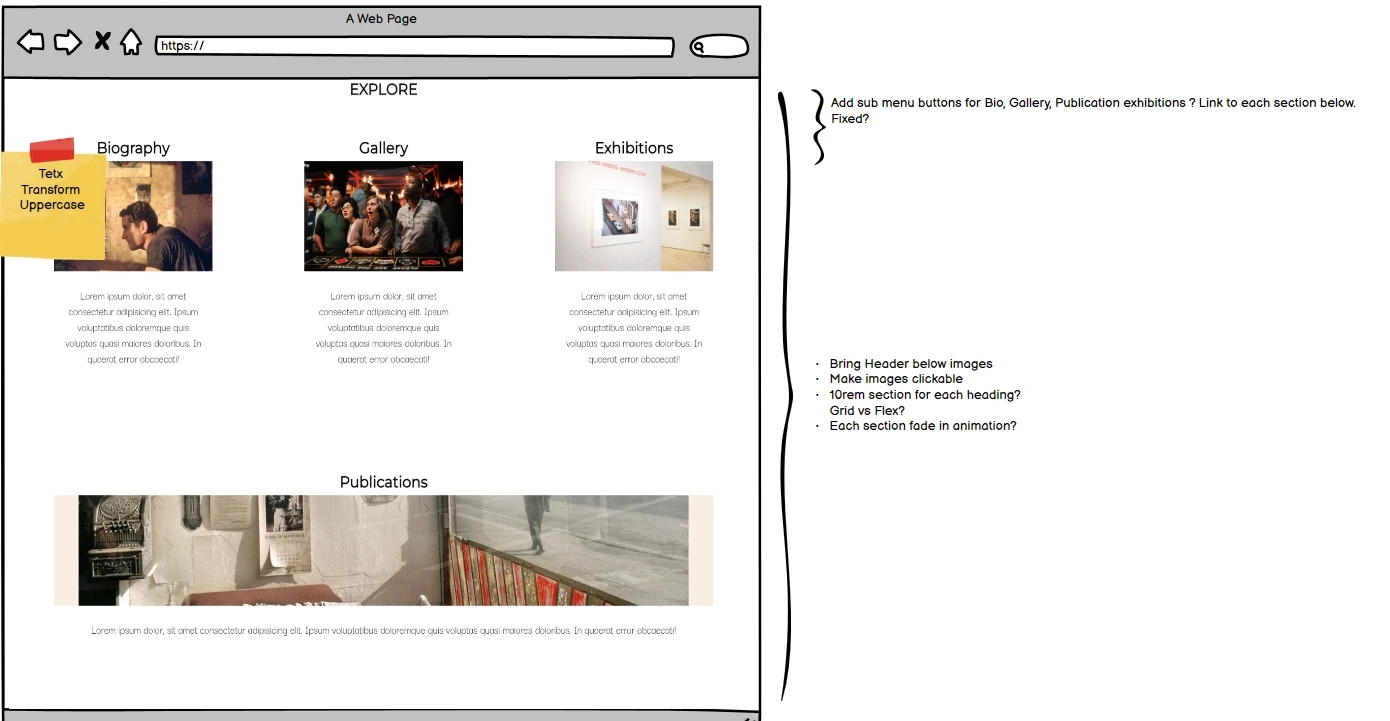 A Web Page
https://
EXPLORE
Add sub menu buttons for Bio, Gallery, Publication exhibitions ? Link to each section below.
Fixed?
Biography
Gallery
Exhibitions
Tetx
Transform
Uppercase
Lorem ipsum dolor, sit amet
consectetur adipisicing elit. Ipsum
voluptatibus doloremque quis
voluptas quasi maiores doloribus. In
quaerat error obcaecati!
Lorem ipsum dolor, sit amet
consectetur adipisicing elit. Ipsum
voluptatibus doloremque quis
voluptas quasi maiores doloribus. In
quaerat error obcaecati!
Lorem ipsum dolor, sit amet
consectetur adipisicing elit. Ipsum
voluptatibus doloremque quis
voluptas quasi maiores doloribus. In
quaerat error obcaecati!
· Bring Header below images
· Make images clickable
· 10rem section for each heading?
Grid vs Flex?
· Each section fade in animation?
Publications
Lorem ipsum dolor, sit amet consectetur adipisicing elit. Ipsum voluptatibus doloremque quis voluptas quasi maiores doloribus. In quaerat error obcaecati!